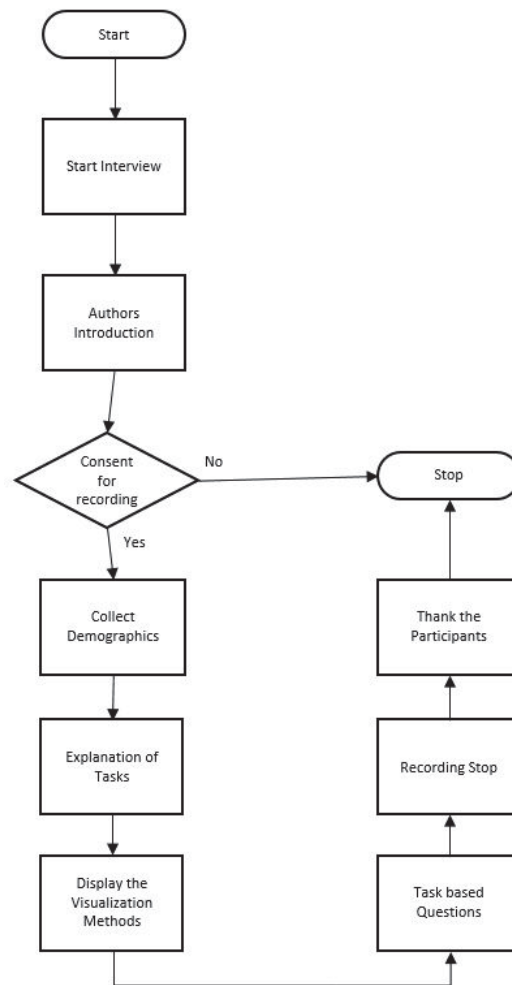 Start
Start Interview
Authors
Introduction
Consent
for
recording
No
Stop
Yes
Collect
Demographics
Thank the
Participants
Explanation of
Tasks
Recording Stop
Display the
Visualization
Methods
Task based
Questions